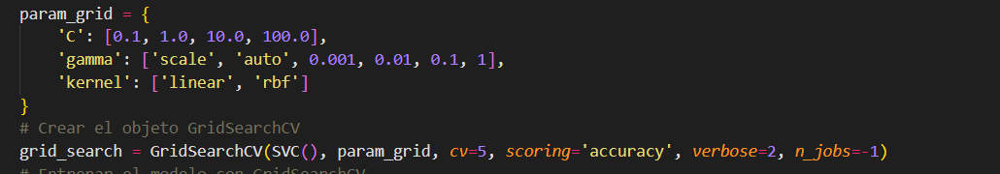 param_grid = {
    'C': [0.1, 1.0, 10.0, 100.0],
    'gamma': ['scale', 'auto', 0.001, 0.01, 0.1, 1],
    'kernel': ['linear', 'rbf']
}
# Crear el objeto GridSearchCV
grid_search = GridSearchCV(SVC(), param_grid, cv=5, scoring='accuracy', verbose=2, n_jobs=-1)
# Entrenar el modelo con GridSearchCV